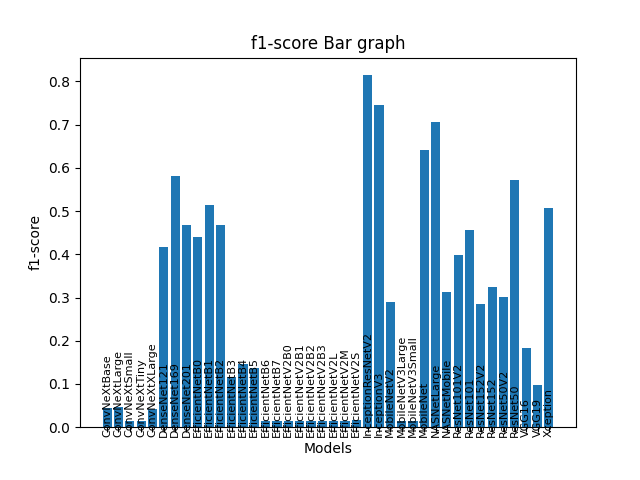 f1-score Bar graph
f1-score
0.8
0.7
0.6
0.5
0.4
0.3
0.2
0.1
0.0
ConvNeXtBase
ConvNeXtLarge
ConvNeXtSmall
ConvNeXtTiny
ConvNeXtXLarge
DenseNet121
DenseNet169
DenseNet201
EfficientNetB0
EfficientNetB1
EfficientNetB2
EfficientNetB3
EfficientNetB4
EfficientNetB5
EfficientNetB6
EfficientNetB7
EfficientNetV2B0
EfficientNetV2B1
EfficientNetV2B2
EfficientNetV2B3
EfficientNetV2L
EfficientNetV2M
EfficientNetV2S
InceptionResNetV2
InceptionV3
MobileNetV2
MobileNetV3Large
MobileNetV3Small
MobileNet
NASNetLarge
NASNetMobile
ResNet101V2
ResNet101
ResNet152V2
ResNet152
ResNet50V2
ResNet50
VGG16
VGG19
Xception
Models